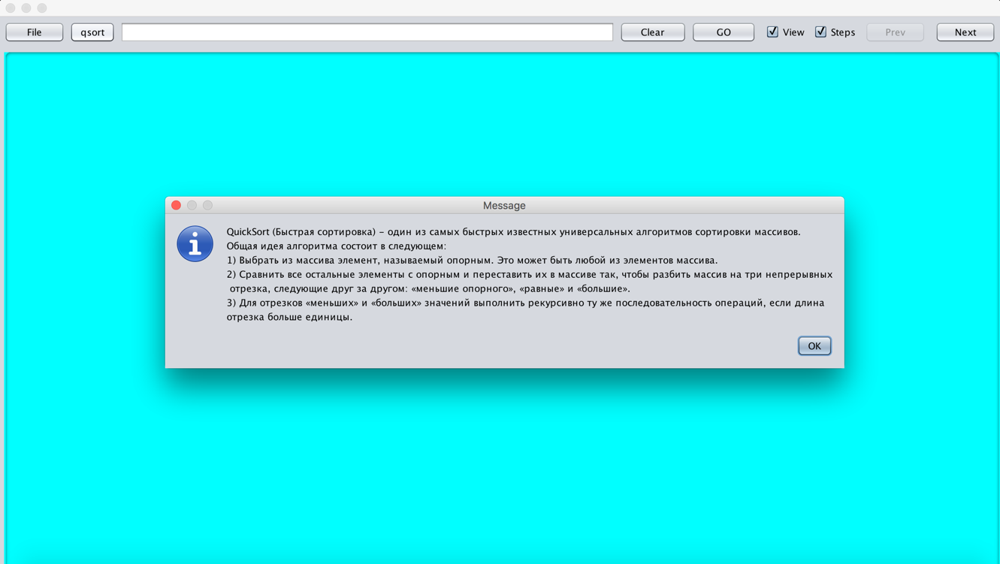 File qsort Clear GO View Steps Prev Next
Message
QuickSort (Быстрая сортировка) – один из самых быстрых известных универсальных алгоритмов сортировки массивов.
Общая идея алгоритма состоит в следующем:
1) Выбрать из массива элемент, называемый опорным. Это может быть любой из элементов массива.
2) Сравнить все остальные элементы с опорным и переставить их в массиве так, чтобы разбить массив на три непрерывных
отрезка, следующие друг за другом: «меньшие опорного», «равные» и «большие».
3) Для отрезков «меньших» и «больших» значений выполнить рекурсивно ту же последовательность операций, если длина
отрезка больше единицы.
OK